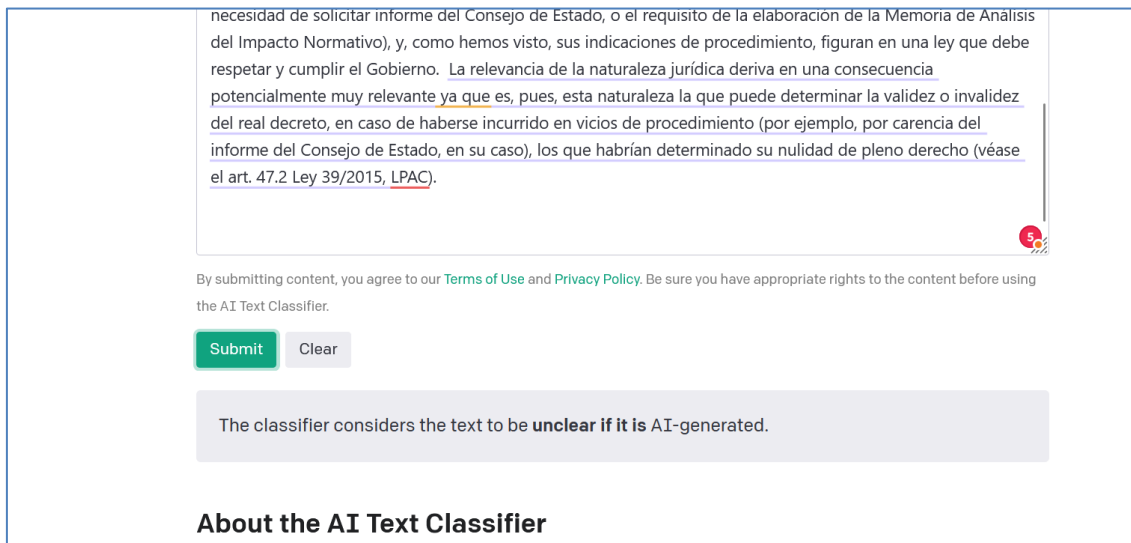 necesidad de solicitar informe del Consejo de Estado, o el requisito de la elaboración de la Memoria de Análisis
del Impacto Normativo), y, como hemos visto, sus indicaciones de procedimiento, figuran en una ley que debe
respetar y cumplir el Gobierno. La relevancia de la naturaleza jurídica deriva en una consecuencia
potencialmente muy relevante ya que es, pues, esta naturaleza la que puede determinar la validez o invalidez
del real decreto, en caso de haberse incurrido en vicios de procedimiento (por ejemplo, por carencia del
informe del Consejo de Estado, en su caso), los que habrían determinado su nulidad de pleno derecho (véase
el art. 47.2 Ley 39/2015, LPAC).
5
By submitting content, you agree to our Terms of Use and Privacy Policy. Be sure you have appropriate rights to the content before using
the AI Text Classifier.
Submit Clear
The classifier considers the text to be unclear if it is AI-generated.
About the AI Text Classifier